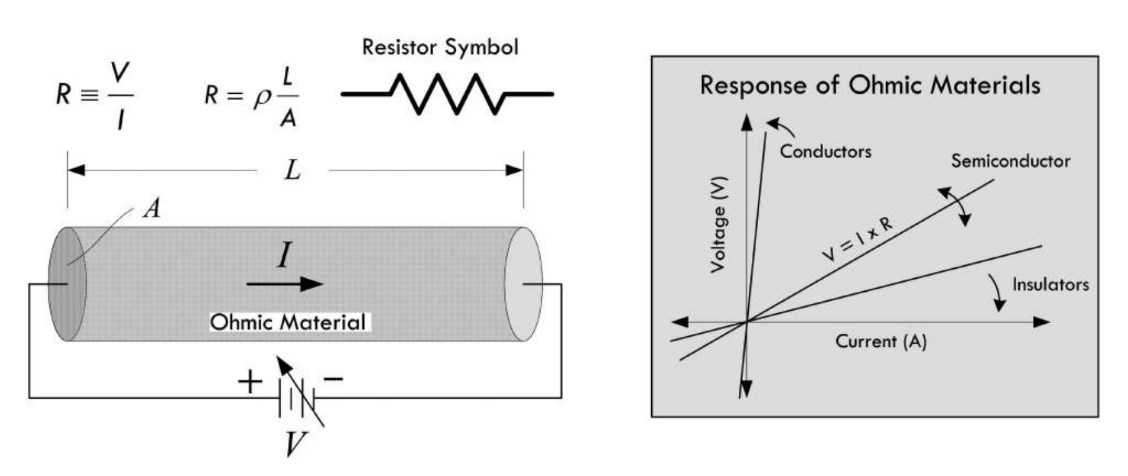 Resistor Symbol
R ≡ V/I
R = ρ L/A
L
A
I
Ohmic Material
+
−
V
Response of Ohmic Materials
Conductors
Semiconductor
Voltage (V)
V = I x R
Insulators
Current (A)